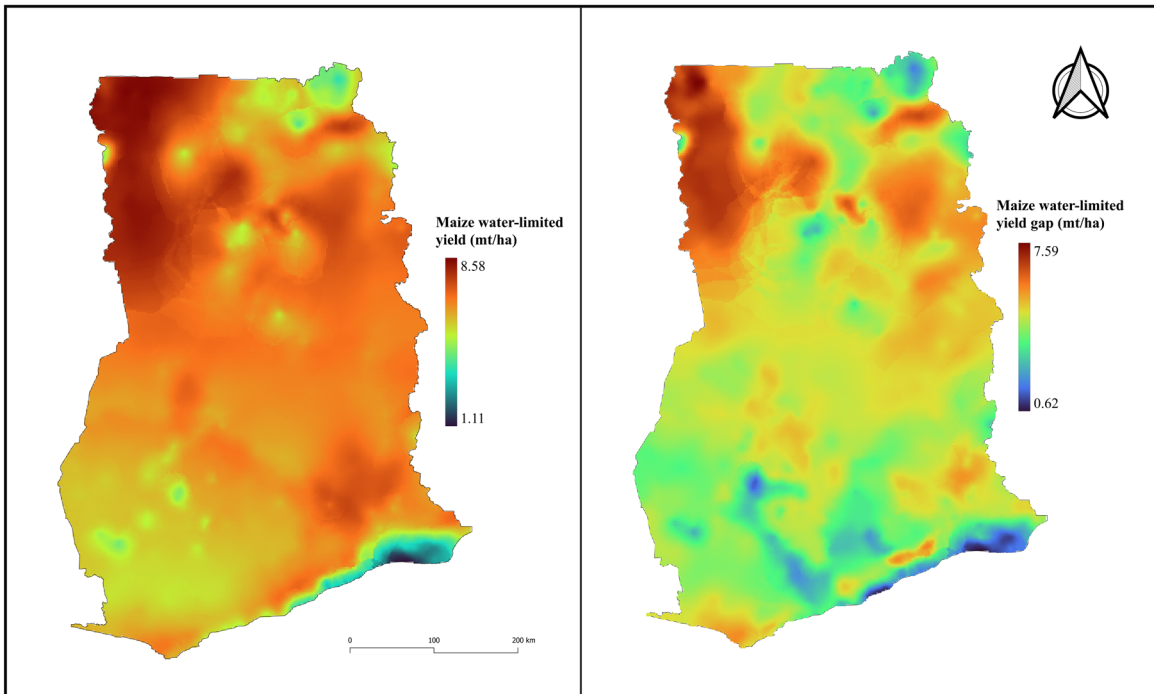 Maize water-limited
yield (mt/ha)
8.58
1.11
0
100
200 km
Maize water-limited
yield gap (mt/ha)
7.59
0.62